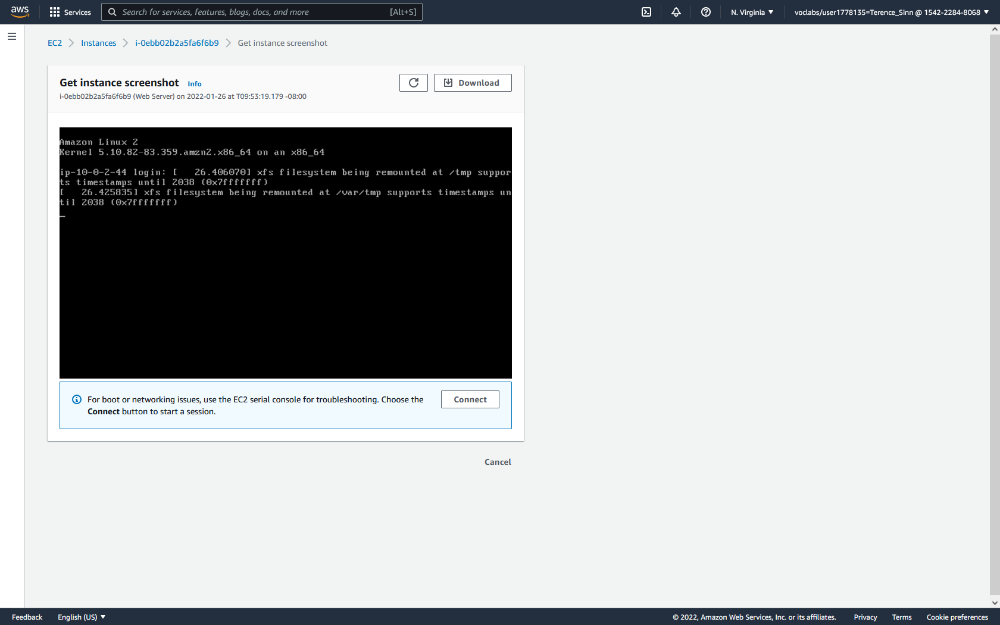 aws
Services
Search for services, features, blogs, docs, and more [Alt+S]
N. Virginia
voclabs/user1778135=Terence_Sinn @ 1542-2284-8068
EC2 Instances i-0ebb02b2a5fa6f6b9 Get instance screenshot
Get instance screenshot Info
Download
i-0ebb02b2a5fa6f6b9 (Web Server) on 2022-01-26 at T09:53:19.179 -08:00
Amazon Linux 2
Kernel 5.10.82-83.359.amzn2.x86_64 on an x86_64
ip-10-0-2-44 login: [   26.406070] xfs filesystem being remounted at /tmp suppor
ts timestamps until 2038 (0x7fffffff)
[   26.425835] xfs filesystem being remounted at /var/tmp supports timestamps un
til 2038 (0x7fffffff)
For boot or networking issues, use the EC2 serial console for troubleshooting. Choose the
Connect button to start a session.
Connect
Cancel
Feedback English (US)
© 2022, Amazon Web Services, Inc. or its affiliates. Privacy Terms Cookie preferences